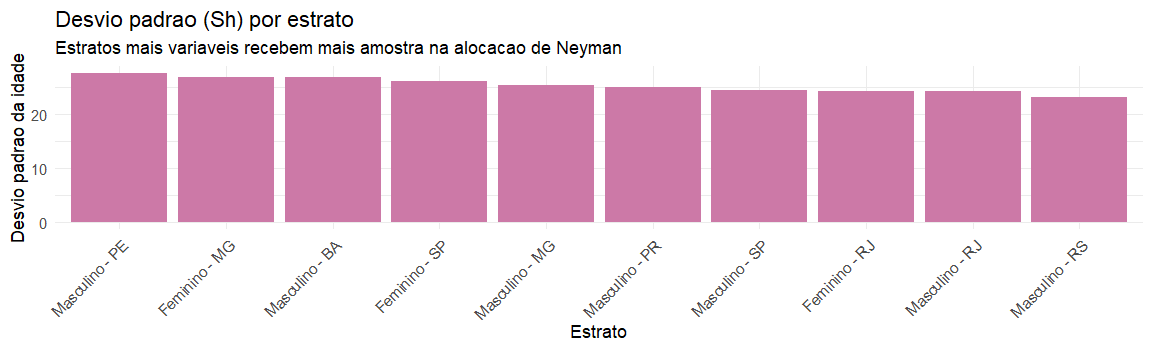 Desvio padrao (Sh) por estrato
Estratos mais variaveis recebem mais amostra na alocacao de Neyman
Desvio padrao da idade
20
10
0
Masculino - PE
Feminino - MG
Masculino - BA
Feminino - SP
Masculino - MG
Masculino - PR
Masculino - SP
Feminino - RJ
Masculino - RJ
Masculino - RS
Estrato